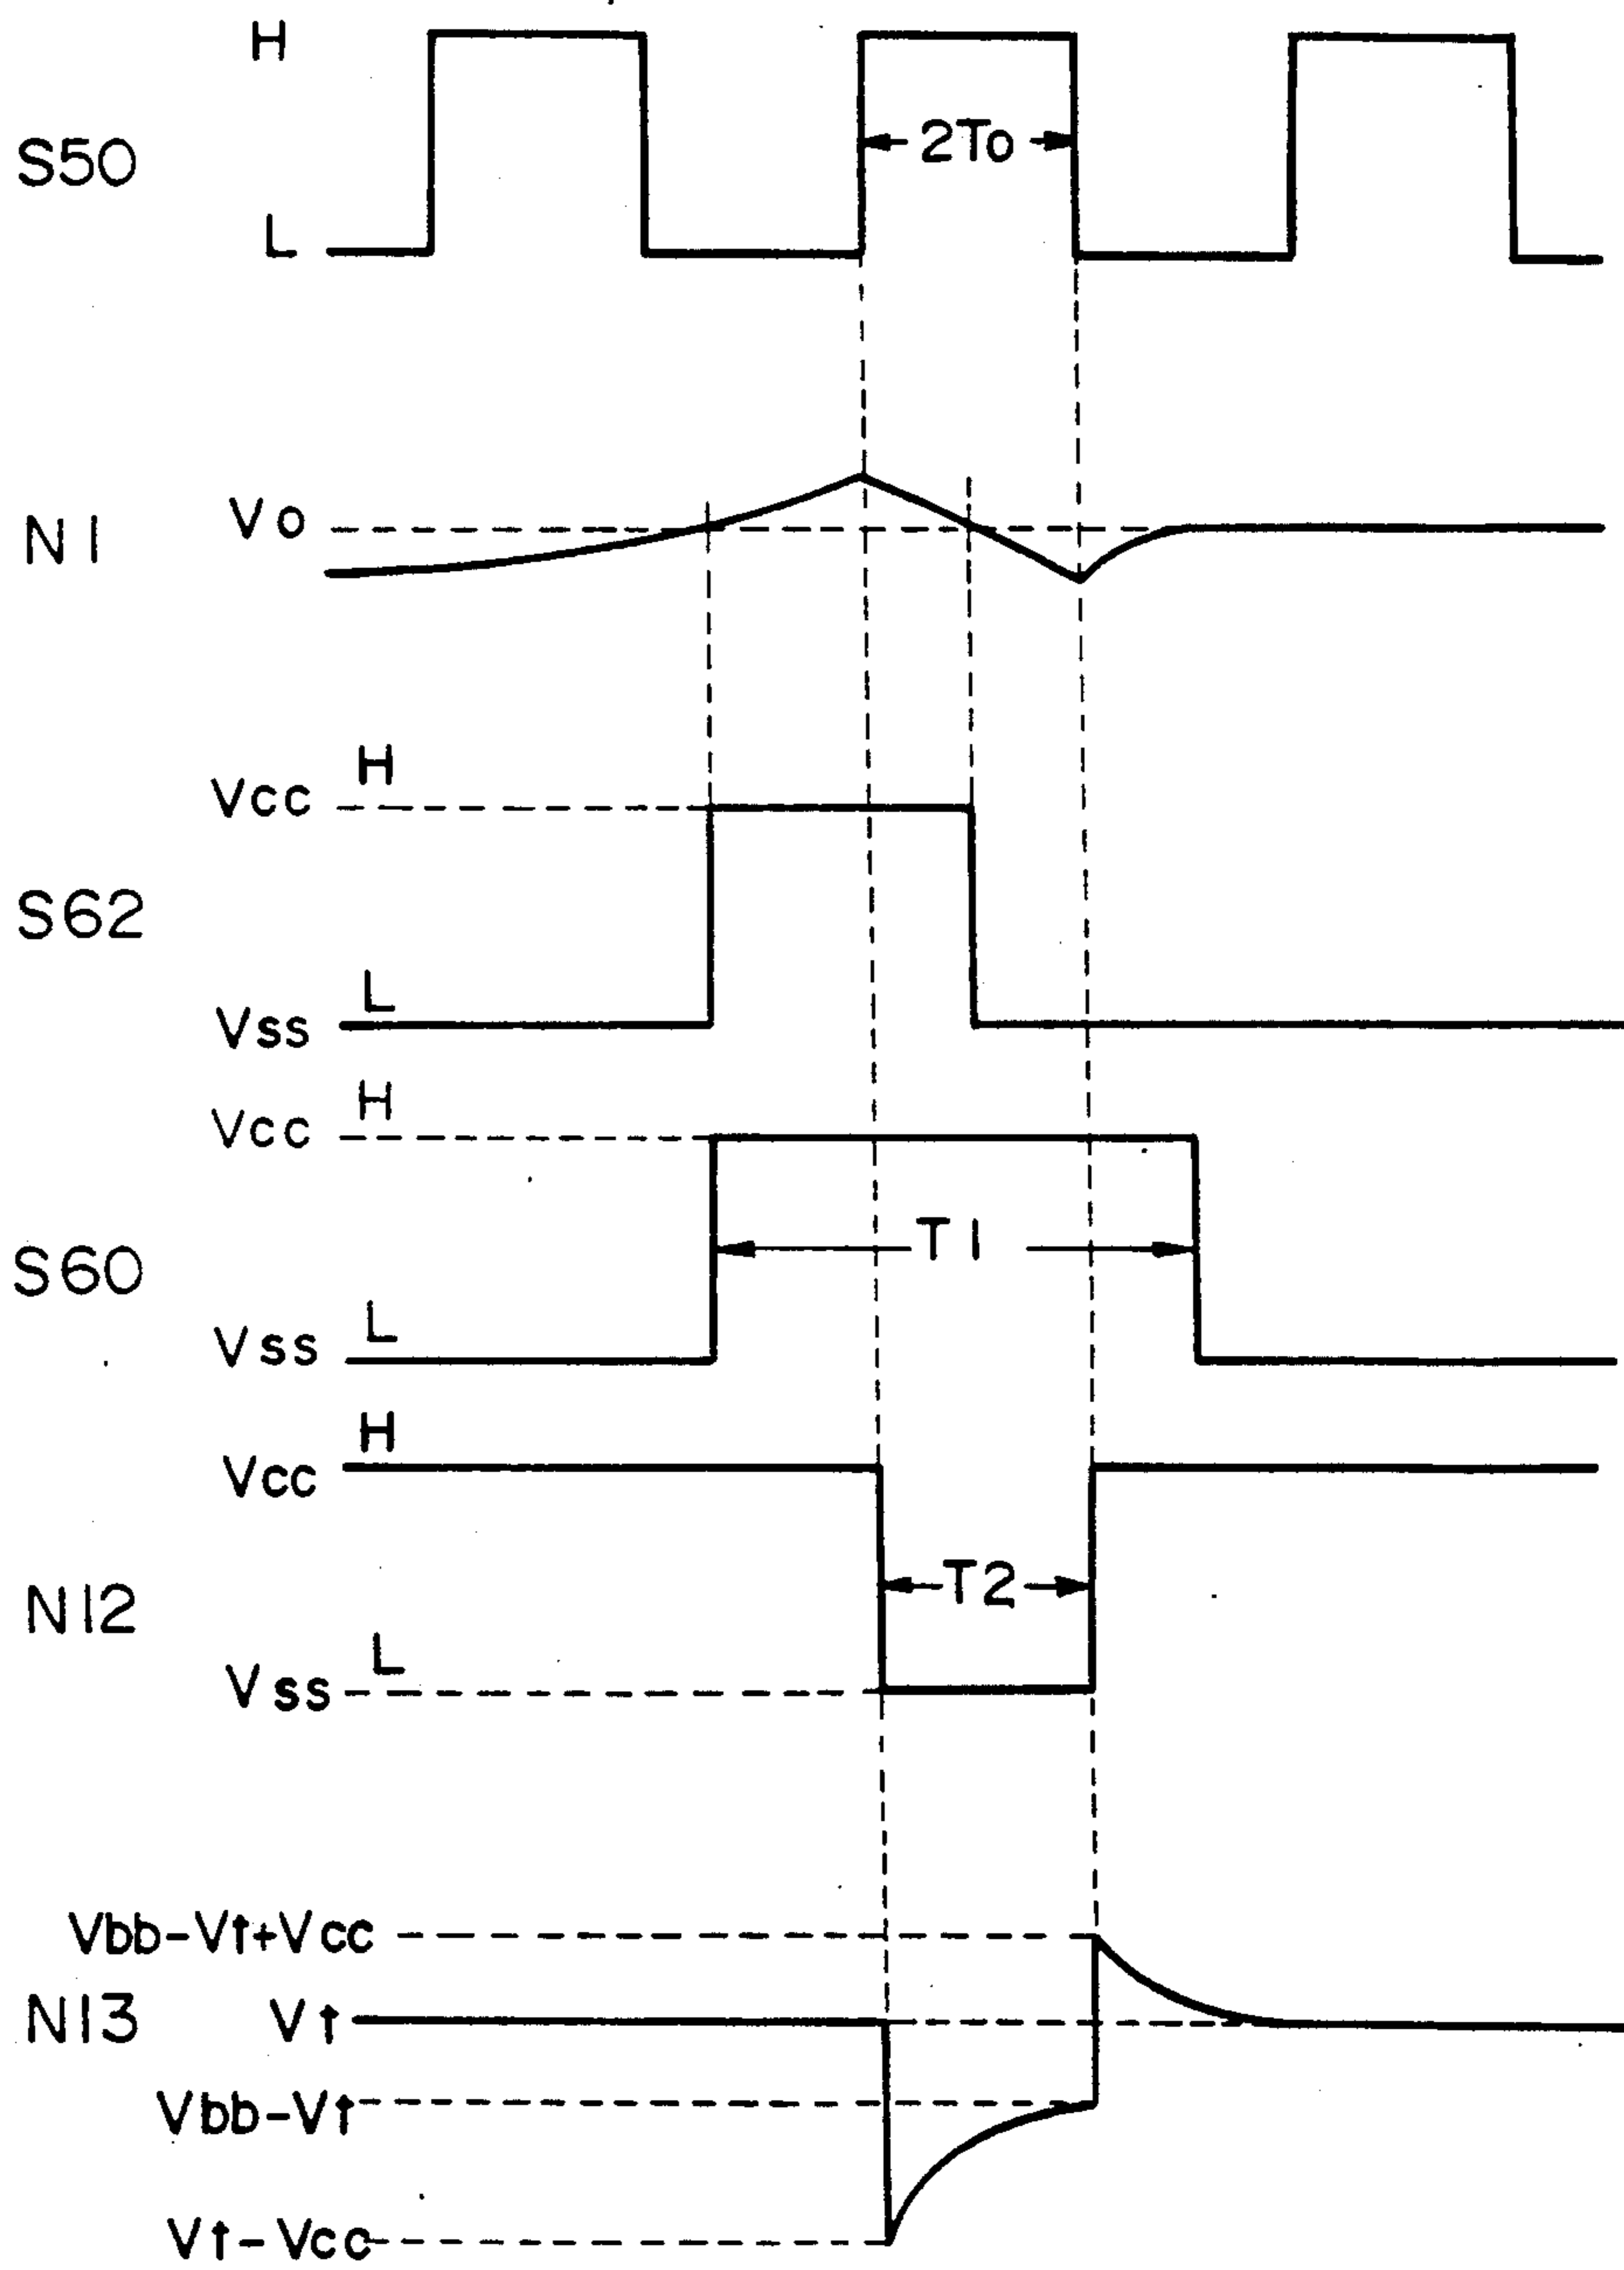 H
S50
2To
L
N1
Vo
H
Vcc
S62
L
Vss
H
Vcc
S60
T1
L
Vss
H
Vcc
N12
T2
L
Vss
Vbb-Vt+Vcc
N13
Vt
Vbb-Vt
Vt-Vcc